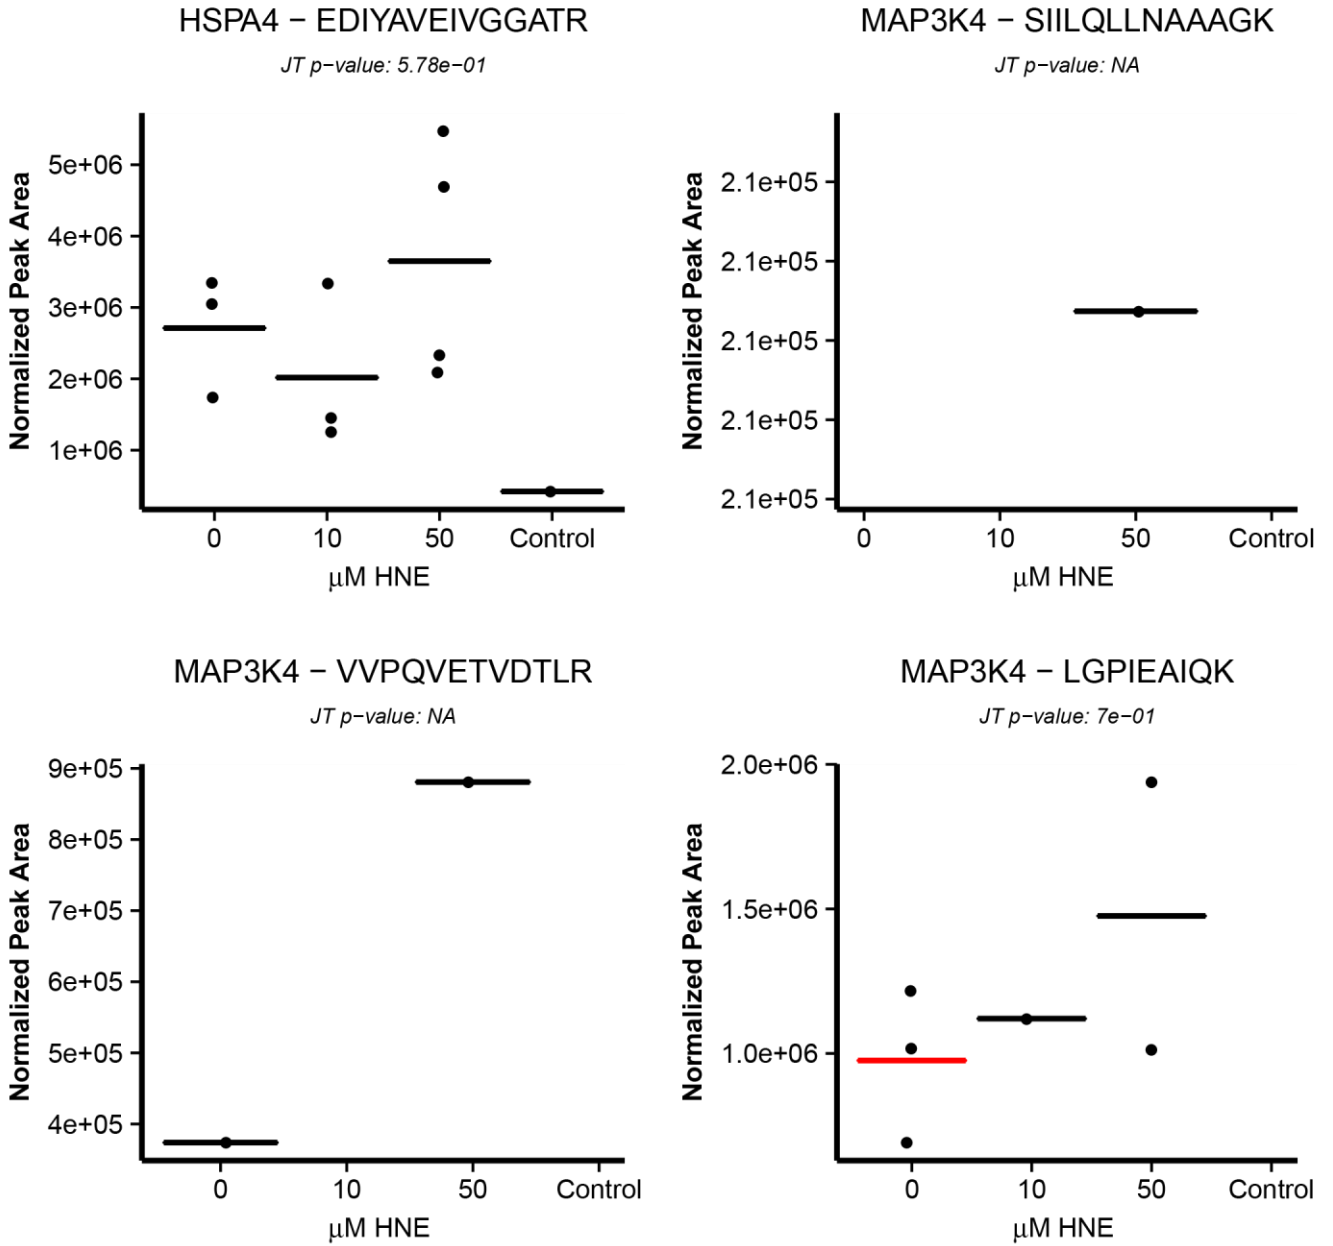 HSPA4 − EDIYAVEIVGGATR
JT p−value: 5.78e−01
Normalized Peak Area
5e+06
4e+06
3e+06
2e+06
1e+06
0 10 50 Control
μM HNE
MAP3K4 − SIILQLLNAAAGK
JT p−value: NA
Normalized Peak Area
2.1e+05
2.1e+05
2.1e+05
2.1e+05
2.1e+05
0 10 50 Control
μM HNE
MAP3K4 − VVPQVETVDTLR
JT p−value: NA
Normalized Peak Area
9e+05
8e+05
7e+05
6e+05
5e+05
4e+05
0 10 50 Control
μM HNE
MAP3K4 − LGPIEAIQK
JT p−value: 7e−01
Normalized Peak Area
2.0e+06
1.5e+06
1.0e+06
0 10 50 Control
μM HNE